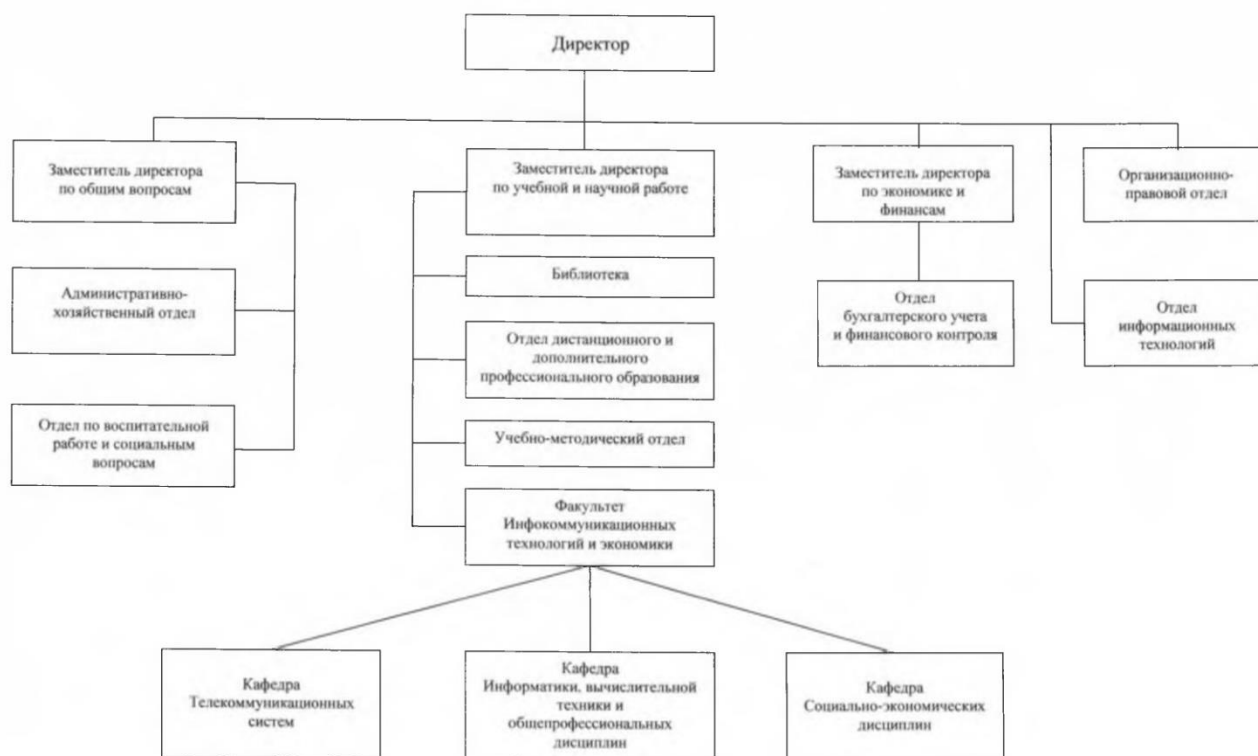 Директор
Заместитель директора
по общим вопросам
Заместитель директора
по учебной и научной работе
Заместитель директора
по экономике и
финансам
Организационно-
правовой отдел
Административно-
хозяйственный отдел
Библиотека
Отдел
бухгалтерского учета
и финансового контроля
Отдел
информационных
технологий
Отдел дистанционного и
дополнительного
профессионального образования
Отдел по воспитательной
работе и социальным
вопросам
Учебно-методический отдел
Факультет
Инфокоммуникационных
технологий и экономики
Кафедра
Телекоммуникационных
систем
Кафедра
Информатики, вычислительной
техники и
общепрофессиональных
дисциплин
Кафедра
Социально-экономических
дисциплин